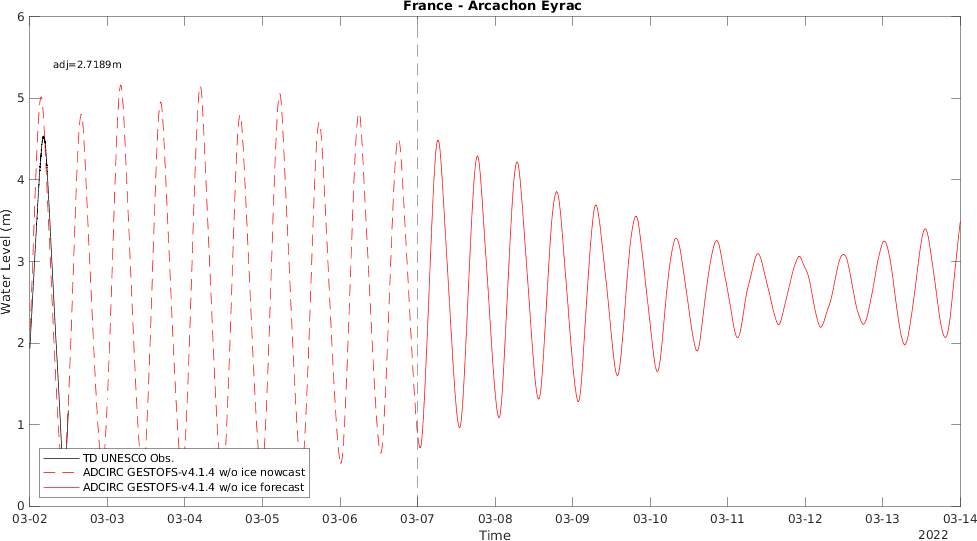 France - Arcachon Eyrac
adj=2.7189m
6
5
4
3
2
1
0
Water Level (m)
TD UNESCO Obs.
ADCIRC GESTOFS-v4.1.4 w/o ice nowcast
ADCIRC GESTOFS-v4.1.4 w/o ice forecast
03-02 03-03 03-04 03-05 03-06 03-07 03-08 03-09 03-10 03-11 03-12 03-13 03-14
Time
2022